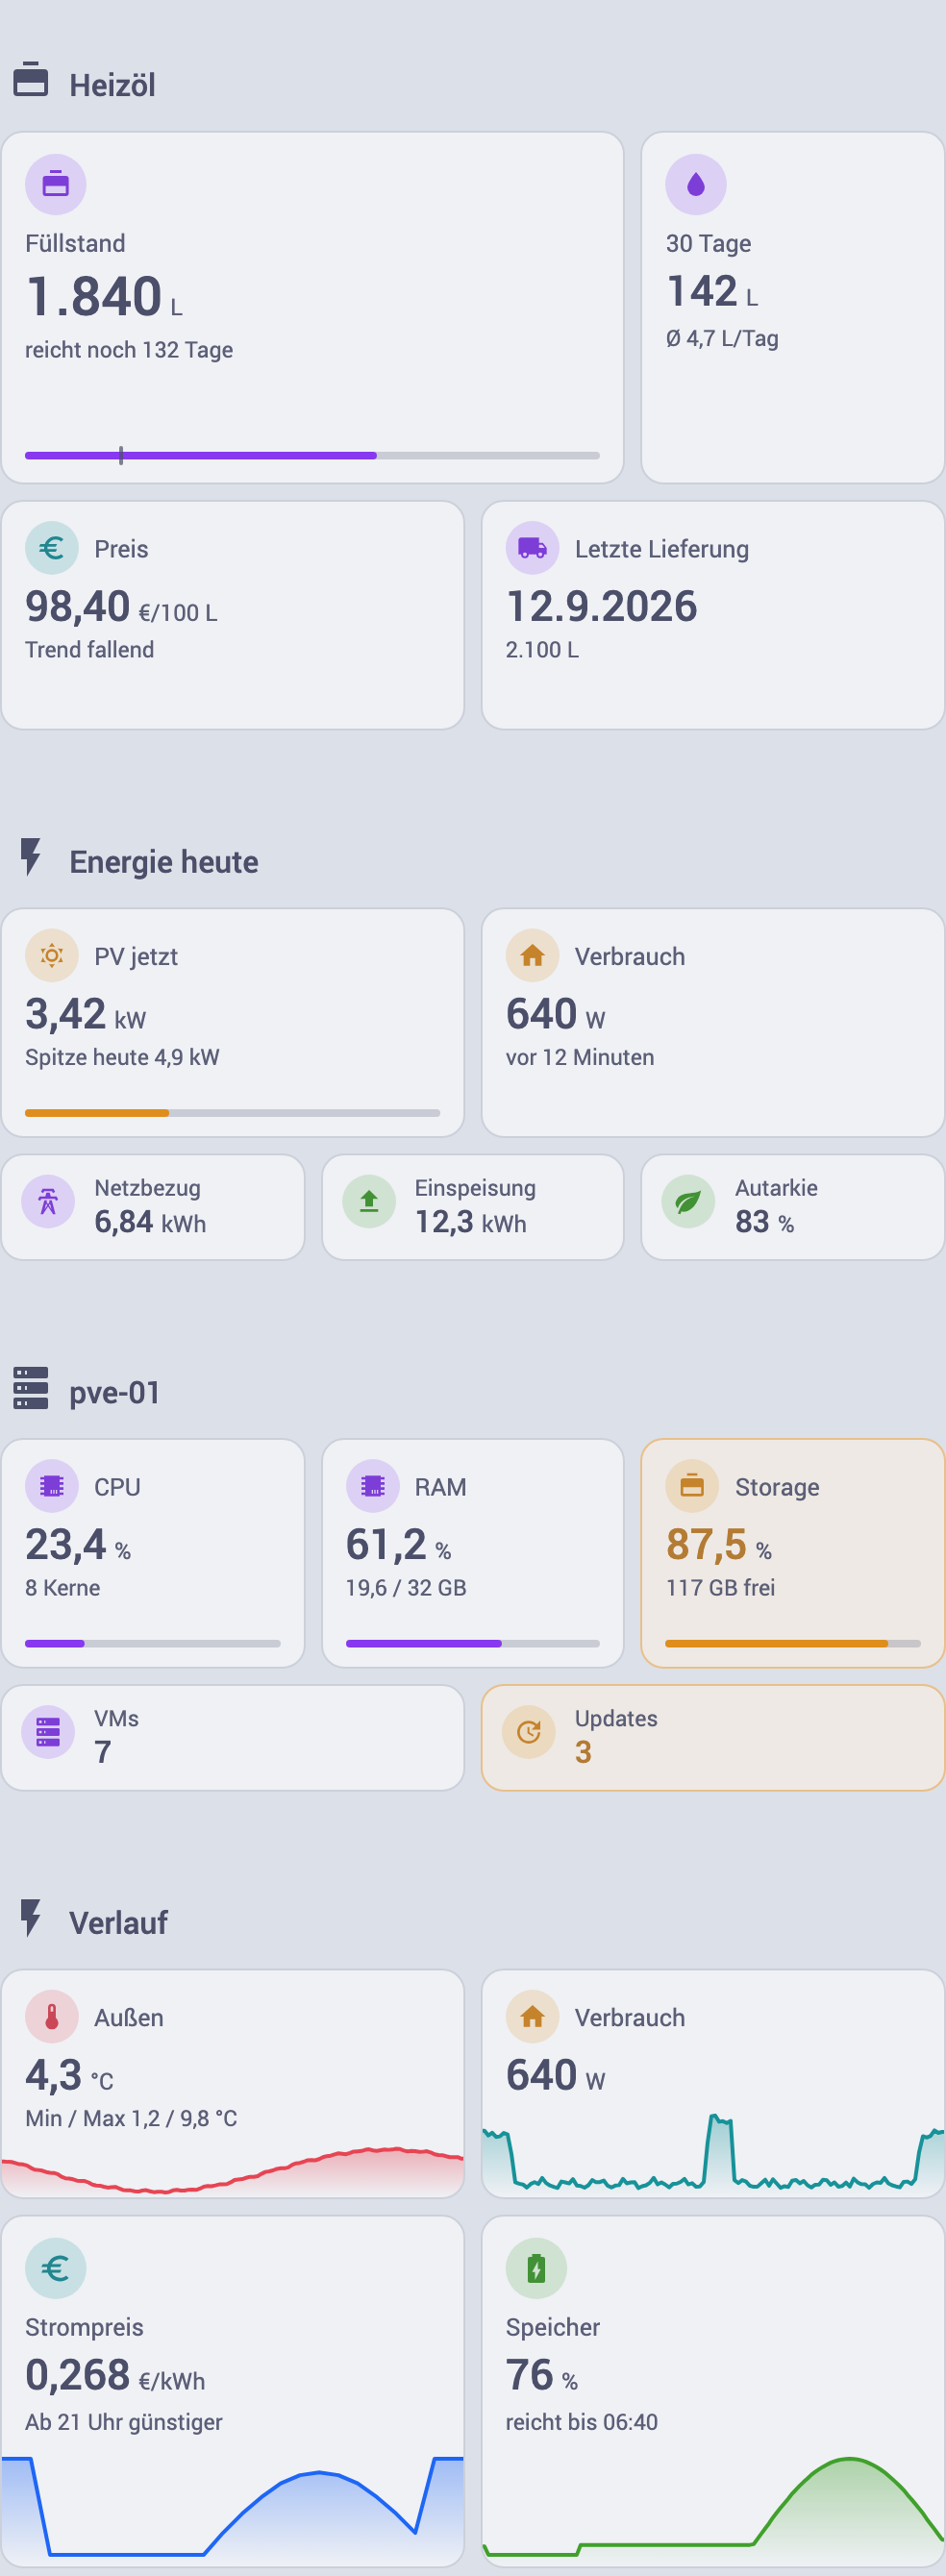 Heizöl
Füllstand
1.840 L
reicht noch 132 Tage
30 Tage
142 L
Ø 4,7 L/Tag
Preis
98,40 €/100 L
Trend fallend
Letzte Lieferung
12.9.2026
2.100 L
Energie heute
PV jetzt
3,42 kW
Spitze heute 4,9 kW
Verbrauch
640 W
vor 12 Minuten
Netzbezug
6,84 kWh
Einspeisung
12,3 kWh
Autarkie
83 %
pve-01
CPU
23,4 %
8 Kerne
RAM
61,2 %
19,6 / 32 GB
Storage
87,5 %
117 GB frei
VMs
7
Updates
3
Verlauf
Außen
4,3 °C
Min / Max 1,2 / 9,8 °C
Verbrauch
640 W
Strompreis
0,268 €/kWh
Ab 21 Uhr günstiger
Speicher
76 %
reicht bis 06:40